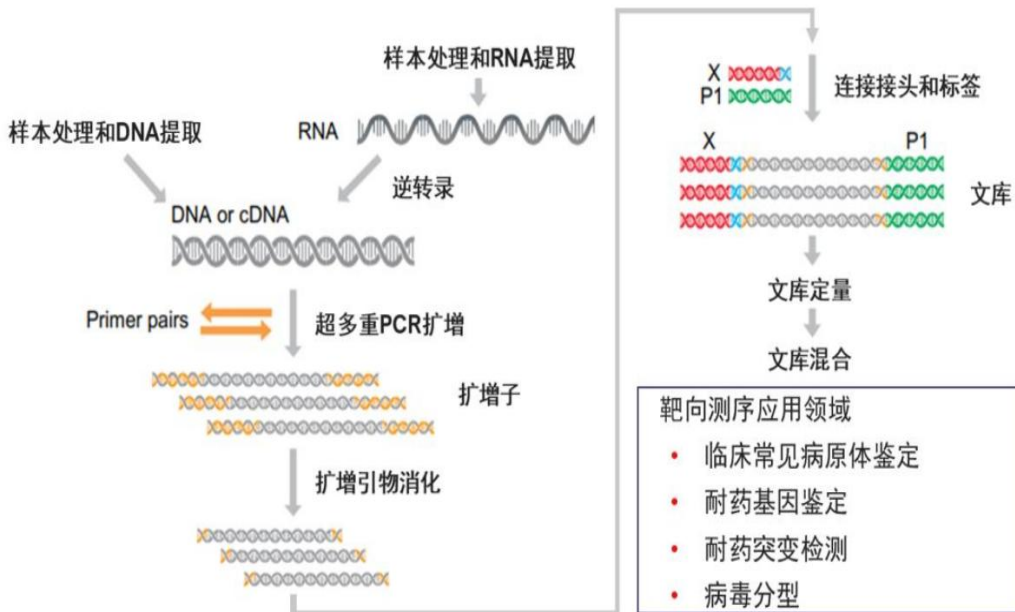 样本处理和RNA提取
样本处理和DNA提取
RNA
逆转录
DNA or cDNA
Primer pairs
超多重PCR扩增
扩增子
扩增引物消化
X
P1
连接接头和标签
X
P1
文库
文库定量
文库混合
靶向测序应用领域
• 临床常见病原体鉴定
• 耐药基因鉴定
• 耐药突变检测
• 病毒分型